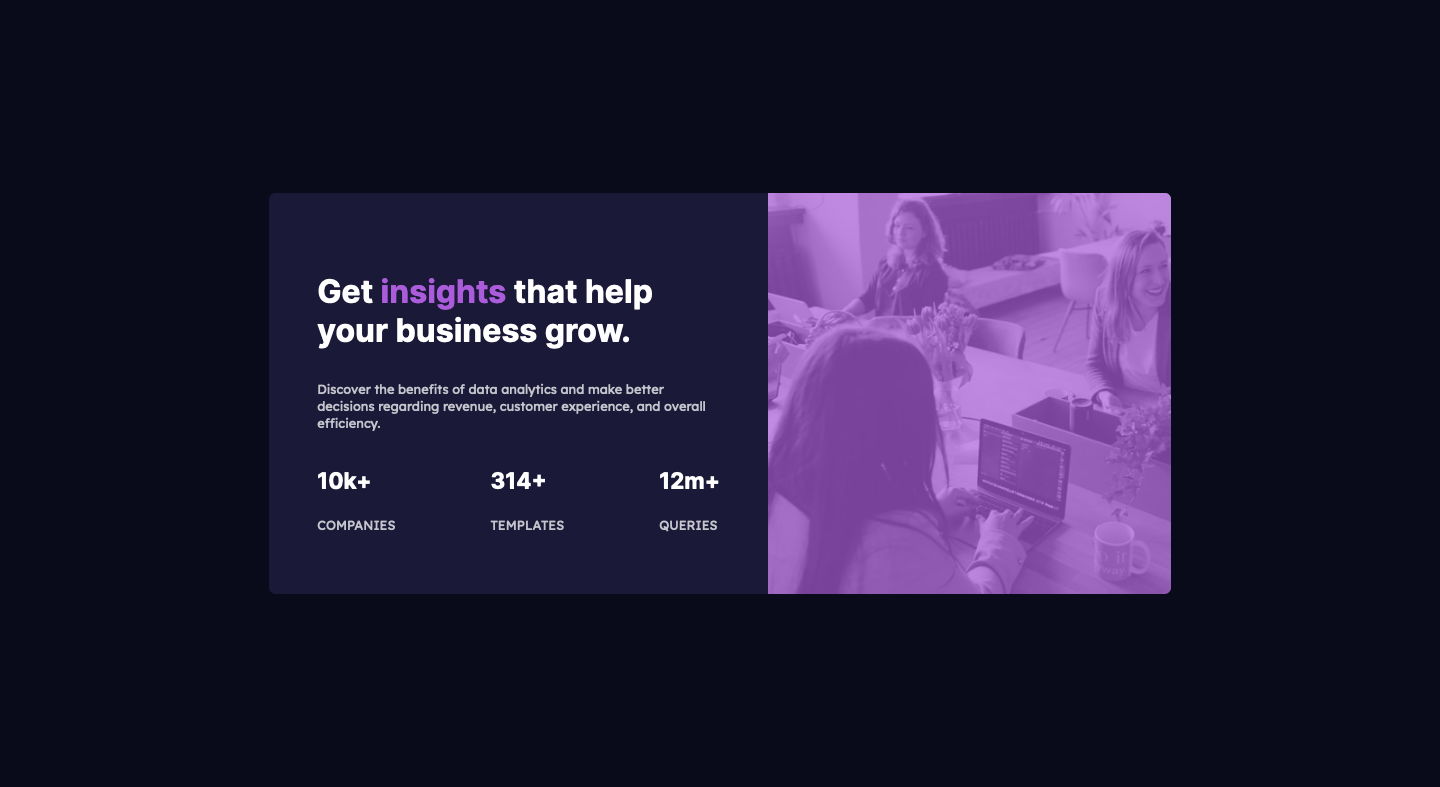 Get insights that help
your business grow.
Discover the benefits of data analytics and make better
decisions regarding revenue, customer experience, and overall
efficiency.
10k+ 314+ 12m+
COMPANIES TEMPLATES QUERIES